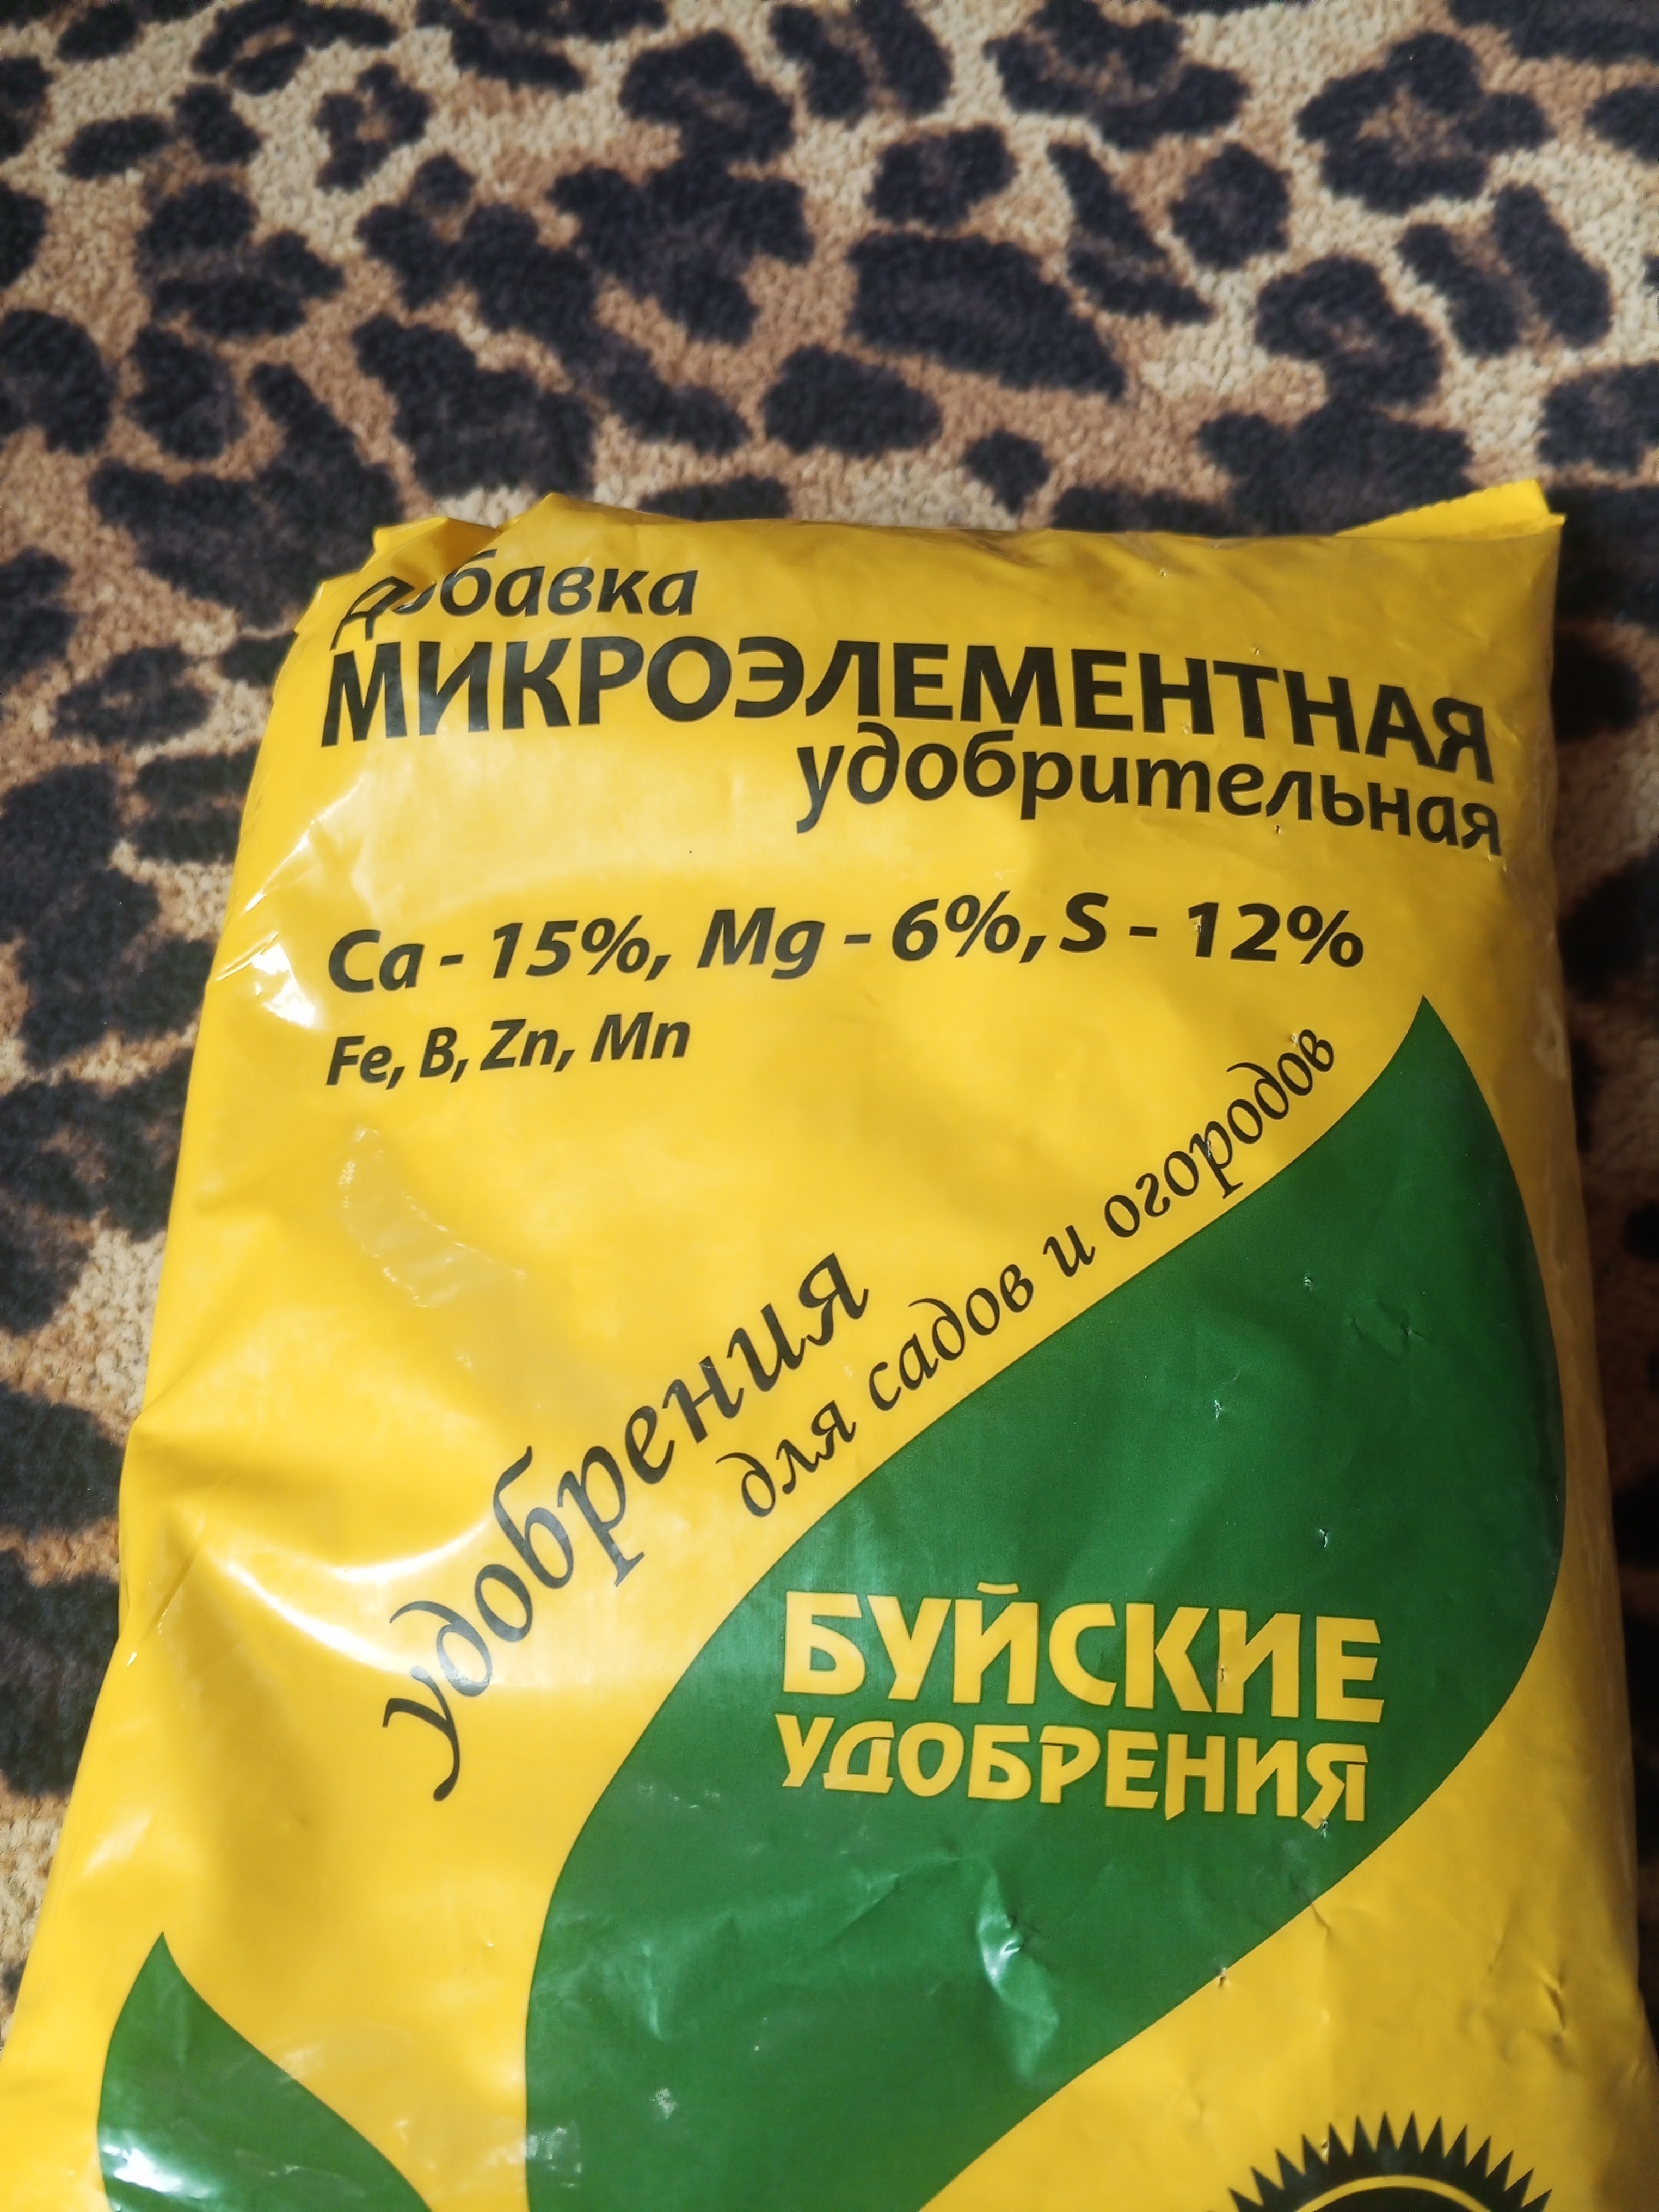 добавка
МИКРОЭЛЕМЕНТНАЯ
удобрительная
Ca - 15%, Mg - 6%, S - 12%
Fe, B, Zn, Mn
удобрения
для садов и огородов
БУЙСКИЕ
УДОБРЕНИЯ